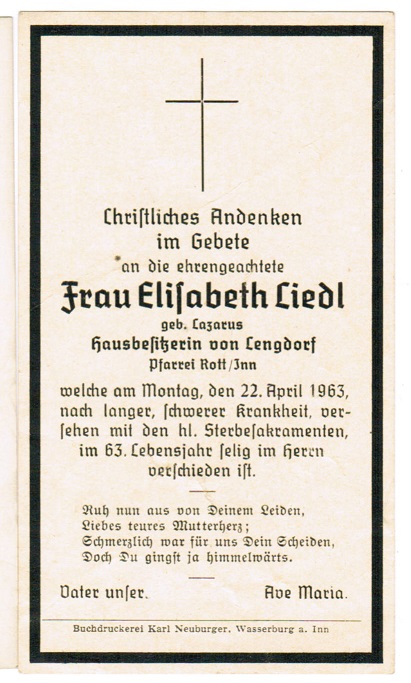 Christliches Andenken
im Gebete
an die ehrengeachtete
Frau Elisabeth Liedl
geb. Lazarus
Hausbesitzerin von Lengdorf
Pfarrei Rott/Inn
welche am Montag, den 22. April 1963,
nach langer, schwerer Krankheit, ver-
sehen mit den hl. Sterbesakramenten,
im 63. Lebensjahr selig im Herrn
verschieden ist.
Ruh nun aus von Deinem Leiden,
Liebes teures Mutterherz;
Schmerzlich war für uns Dein Scheiden,
Doch Du gingst ja himmelwärts.
Vater unser. Ave Maria.
Buchdruckerei Karl Neuburger, Wasserburg a. Inn